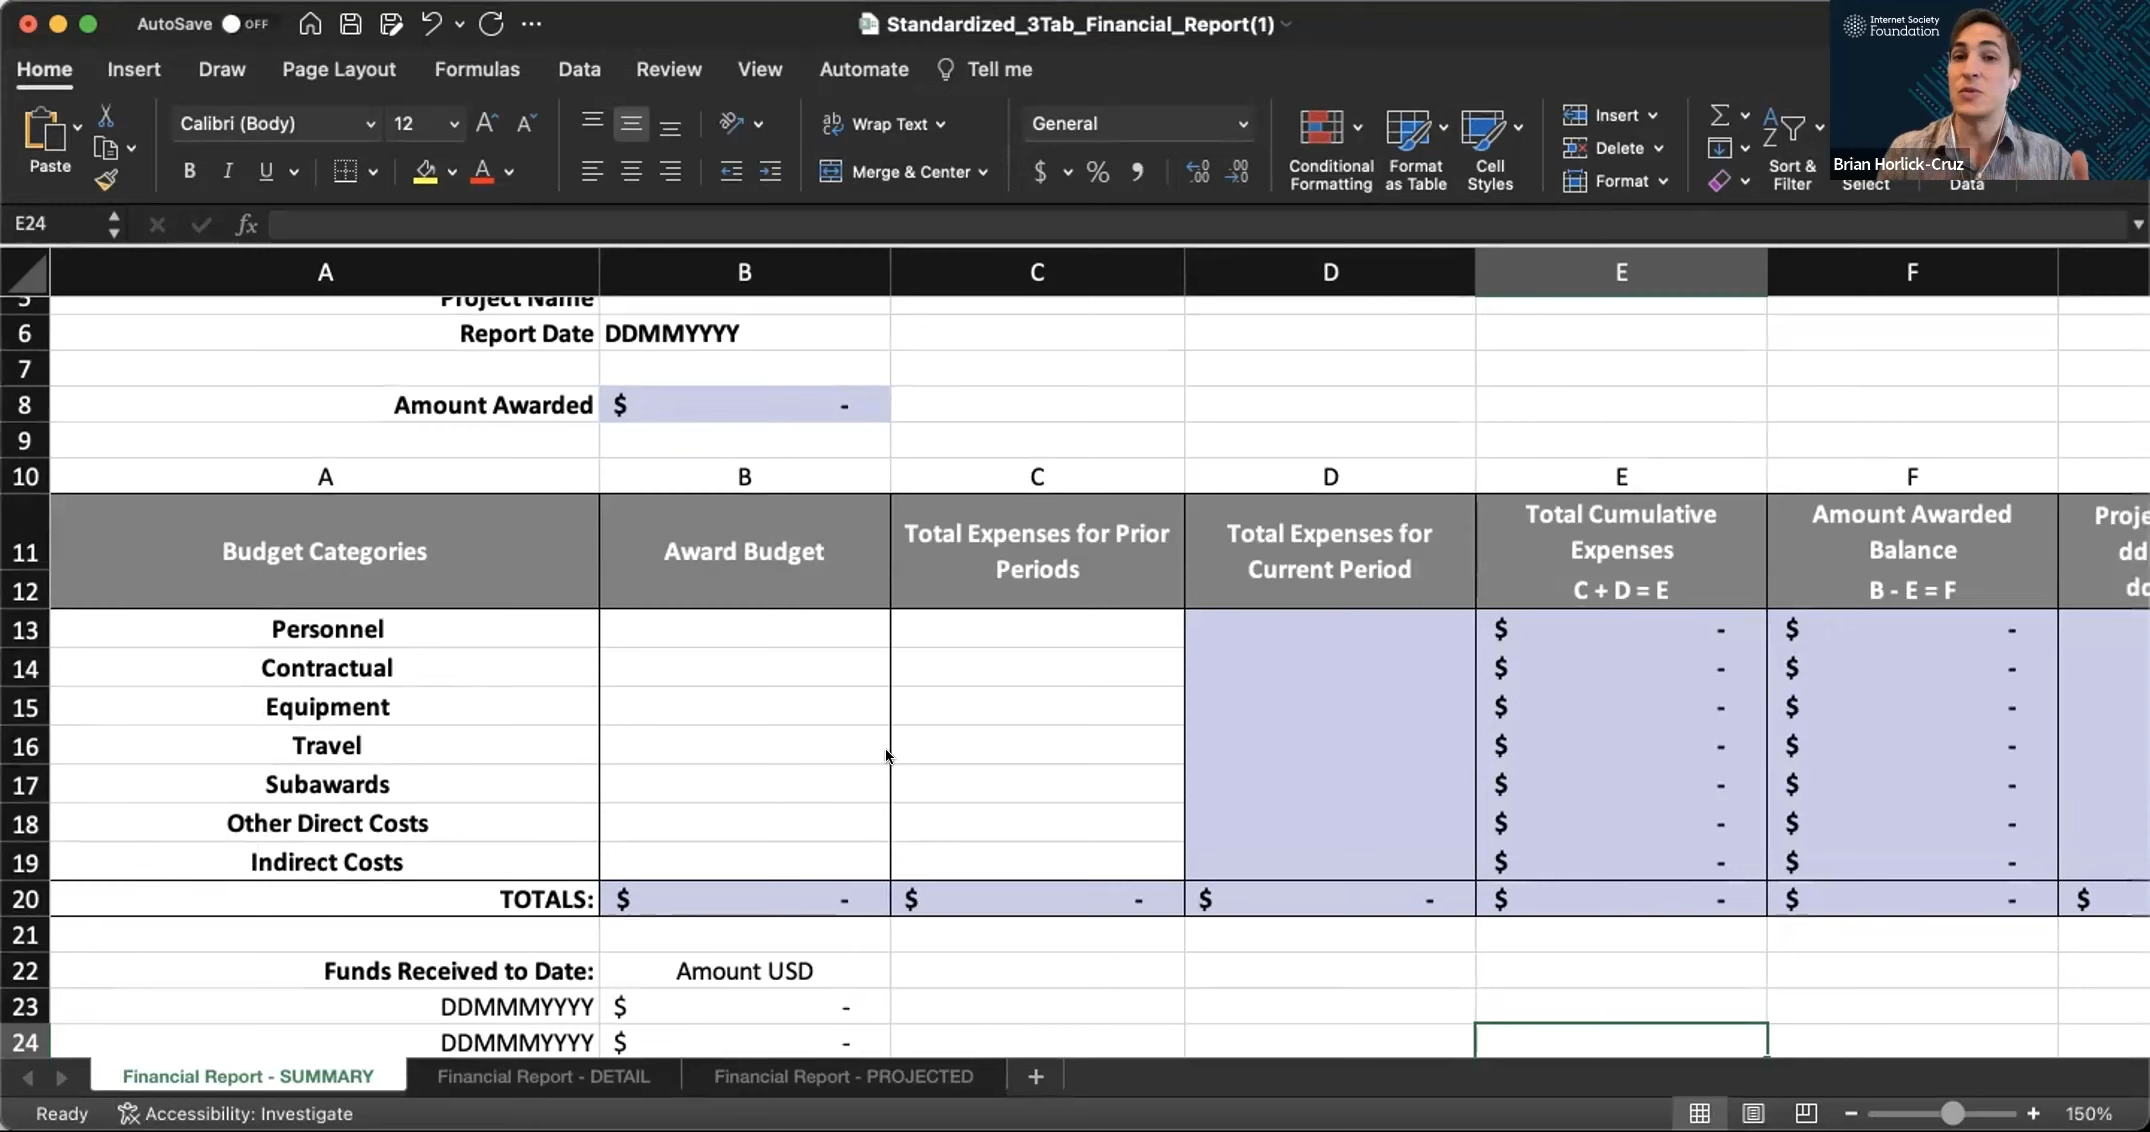 AutoSave OFF
Standardized_3Tab_Financial_Report(1)
Internet Society
Foundation
Home Insert Draw Page Layout Formulas Data Review View Automate Tell me
Paste
Calibri (Body) 12
B I U
ab Wrap Text
Merge & Center
General
$ %
Conditional
Formatting
Format
as Table
Cell
Styles
Insert
Delete
Format
Sort &
Filter
Select
Data
Brian Horlick-Cruz
E24 fx
A B C D E F
5 Project Name
6 Report Date DDMMYYYY
7
8 Amount Awarded $ -
9
10 A B C D E F
11 Budget Categories Award Budget Total Expenses for Prior Periods Total Expenses for Current Period Total Cumulative Expenses Amount Awarded Balance
12 C + D = E B - E = F
13 Personnel $ - $ -
14 Contractual $ - $ -
15 Equipment $ - $ -
16 Travel $ - $ -
17 Subawards $ - $ -
18 Other Direct Costs $ - $ -
19 Indirect Costs $ - $ -
20 TOTALS: $ - $ - $ - $ - $ - $
21
22 Funds Received to Date: Amount USD
23 DDMMMYYYY $ -
24 DDMMMYYYY $ -
Financial Report - SUMMARY Financial Report - DETAIL Financial Report - PROJECTED +
Ready Accessibility: Investigate 150%